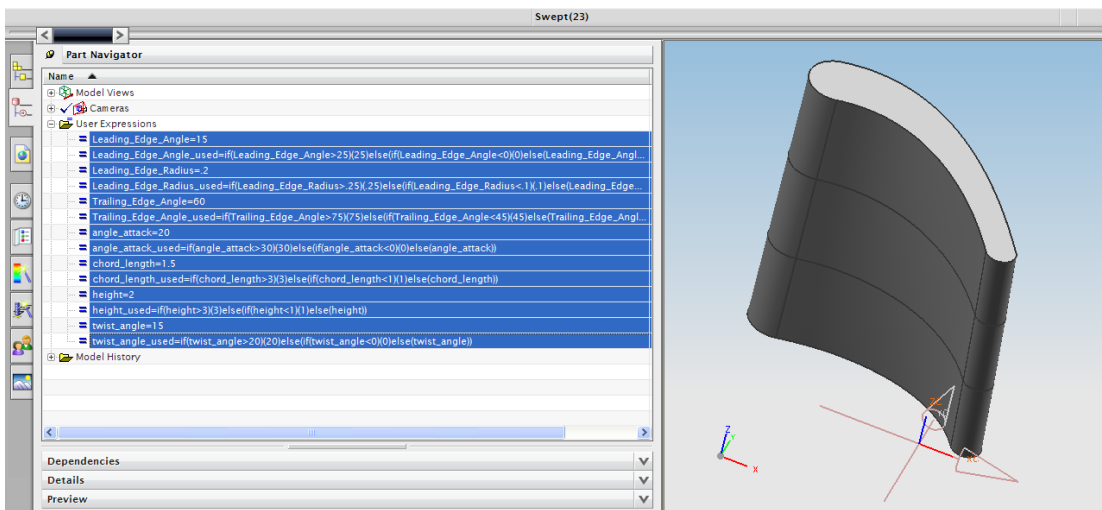 Swept(23)
Part Navigator
Name
Model Views
Cameras
User Expressions
Leading_Edge_Angle=15
Leading_Edge_Angle_used=if(Leading_Edge_Angle>25)(25)else(if(Leading_Edge_Angle<0)(0)else(Leading_Edge_Angl...
Leading_Edge_Radius=.2
Leading_Edge_Radius_used=if(Leading_Edge_Radius>.25)(.25)else(if(Leading_Edge_Radius<.1)(.1)else(Leading_Edge...
Trailing_Edge_Angle=60
Trailing_Edge_Angle_used=if(Trailing_Edge_Angle>75)(75)else(if(Trailing_Edge_Angle<45)(45)else(Trailing_Edge_Angl...
angle_attack=20
angle_attack_used=if(angle_attack>30)(30)else(if(angle_attack<0)(0)else(angle_attack))
chord_length=1.5
chord_length_used=if(chord_length>3)(3)else(if(chord_length<1)(1)else(chord_length))
height=2
height_used=if(height>3)(3)else(if(height<1)(1)else(height))
twist_angle=15
twist_angle_used=if(twist_angle>20)(20)else(if(twist_angle<0)(0)else(twist_angle))
Model History
Dependencies
Details
Preview
Z
Y
X
ZC
XC